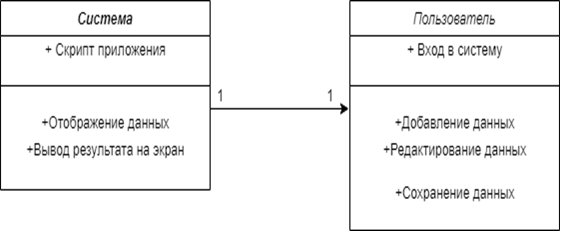 Система
+ Скрипт приложения
+Отображение данных
+Вывод результата на экран
1
1
Пользователь
+ Вход в систему
+Добавление данных
+Редактирование данных
+Сохранение данных